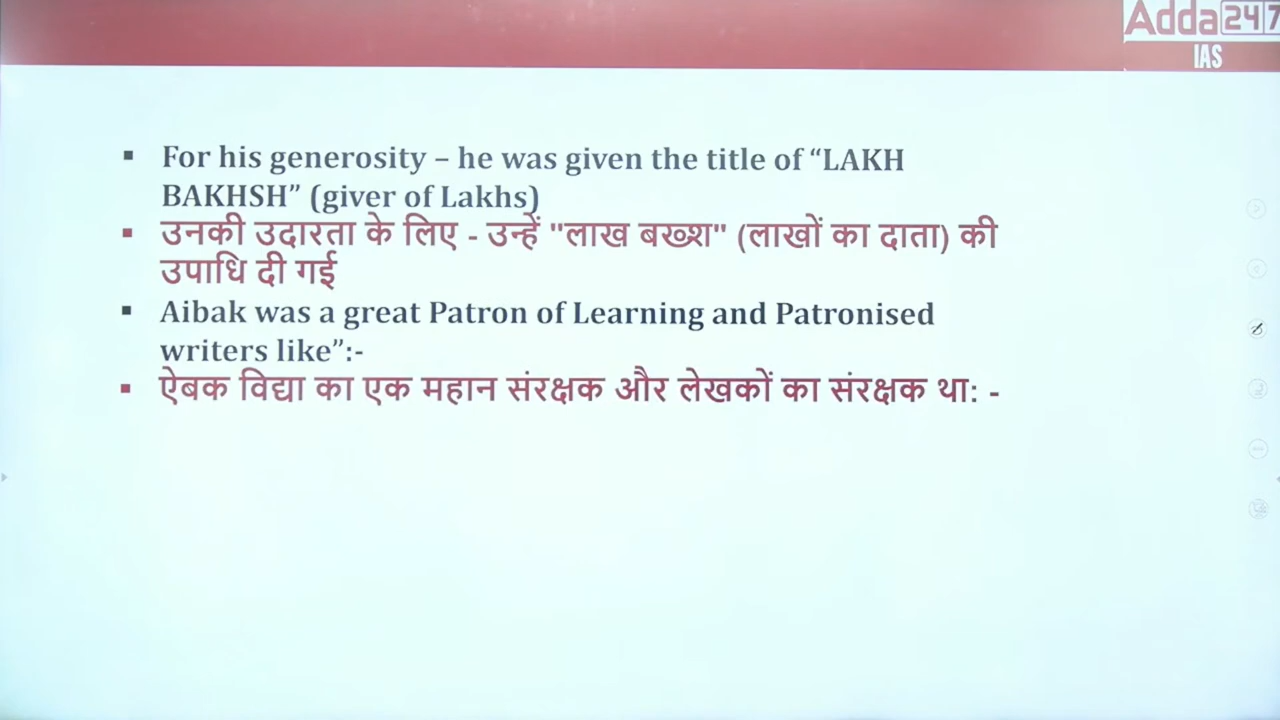 Adda247
IAS
▪ For his generosity – he was given the title of “LAKH
BAKHSH” (giver of Lakhs)
▪ उनकी उदारता के लिए - उन्हें "लाख बख्श" (लाखों का दाता) की
उपाधि दी गई
▪ Aibak was a great Patron of Learning and Patronised
writers like”:-
▪ ऐबक विद्या का एक महान संरक्षक और लेखकों का संरक्षक था: -